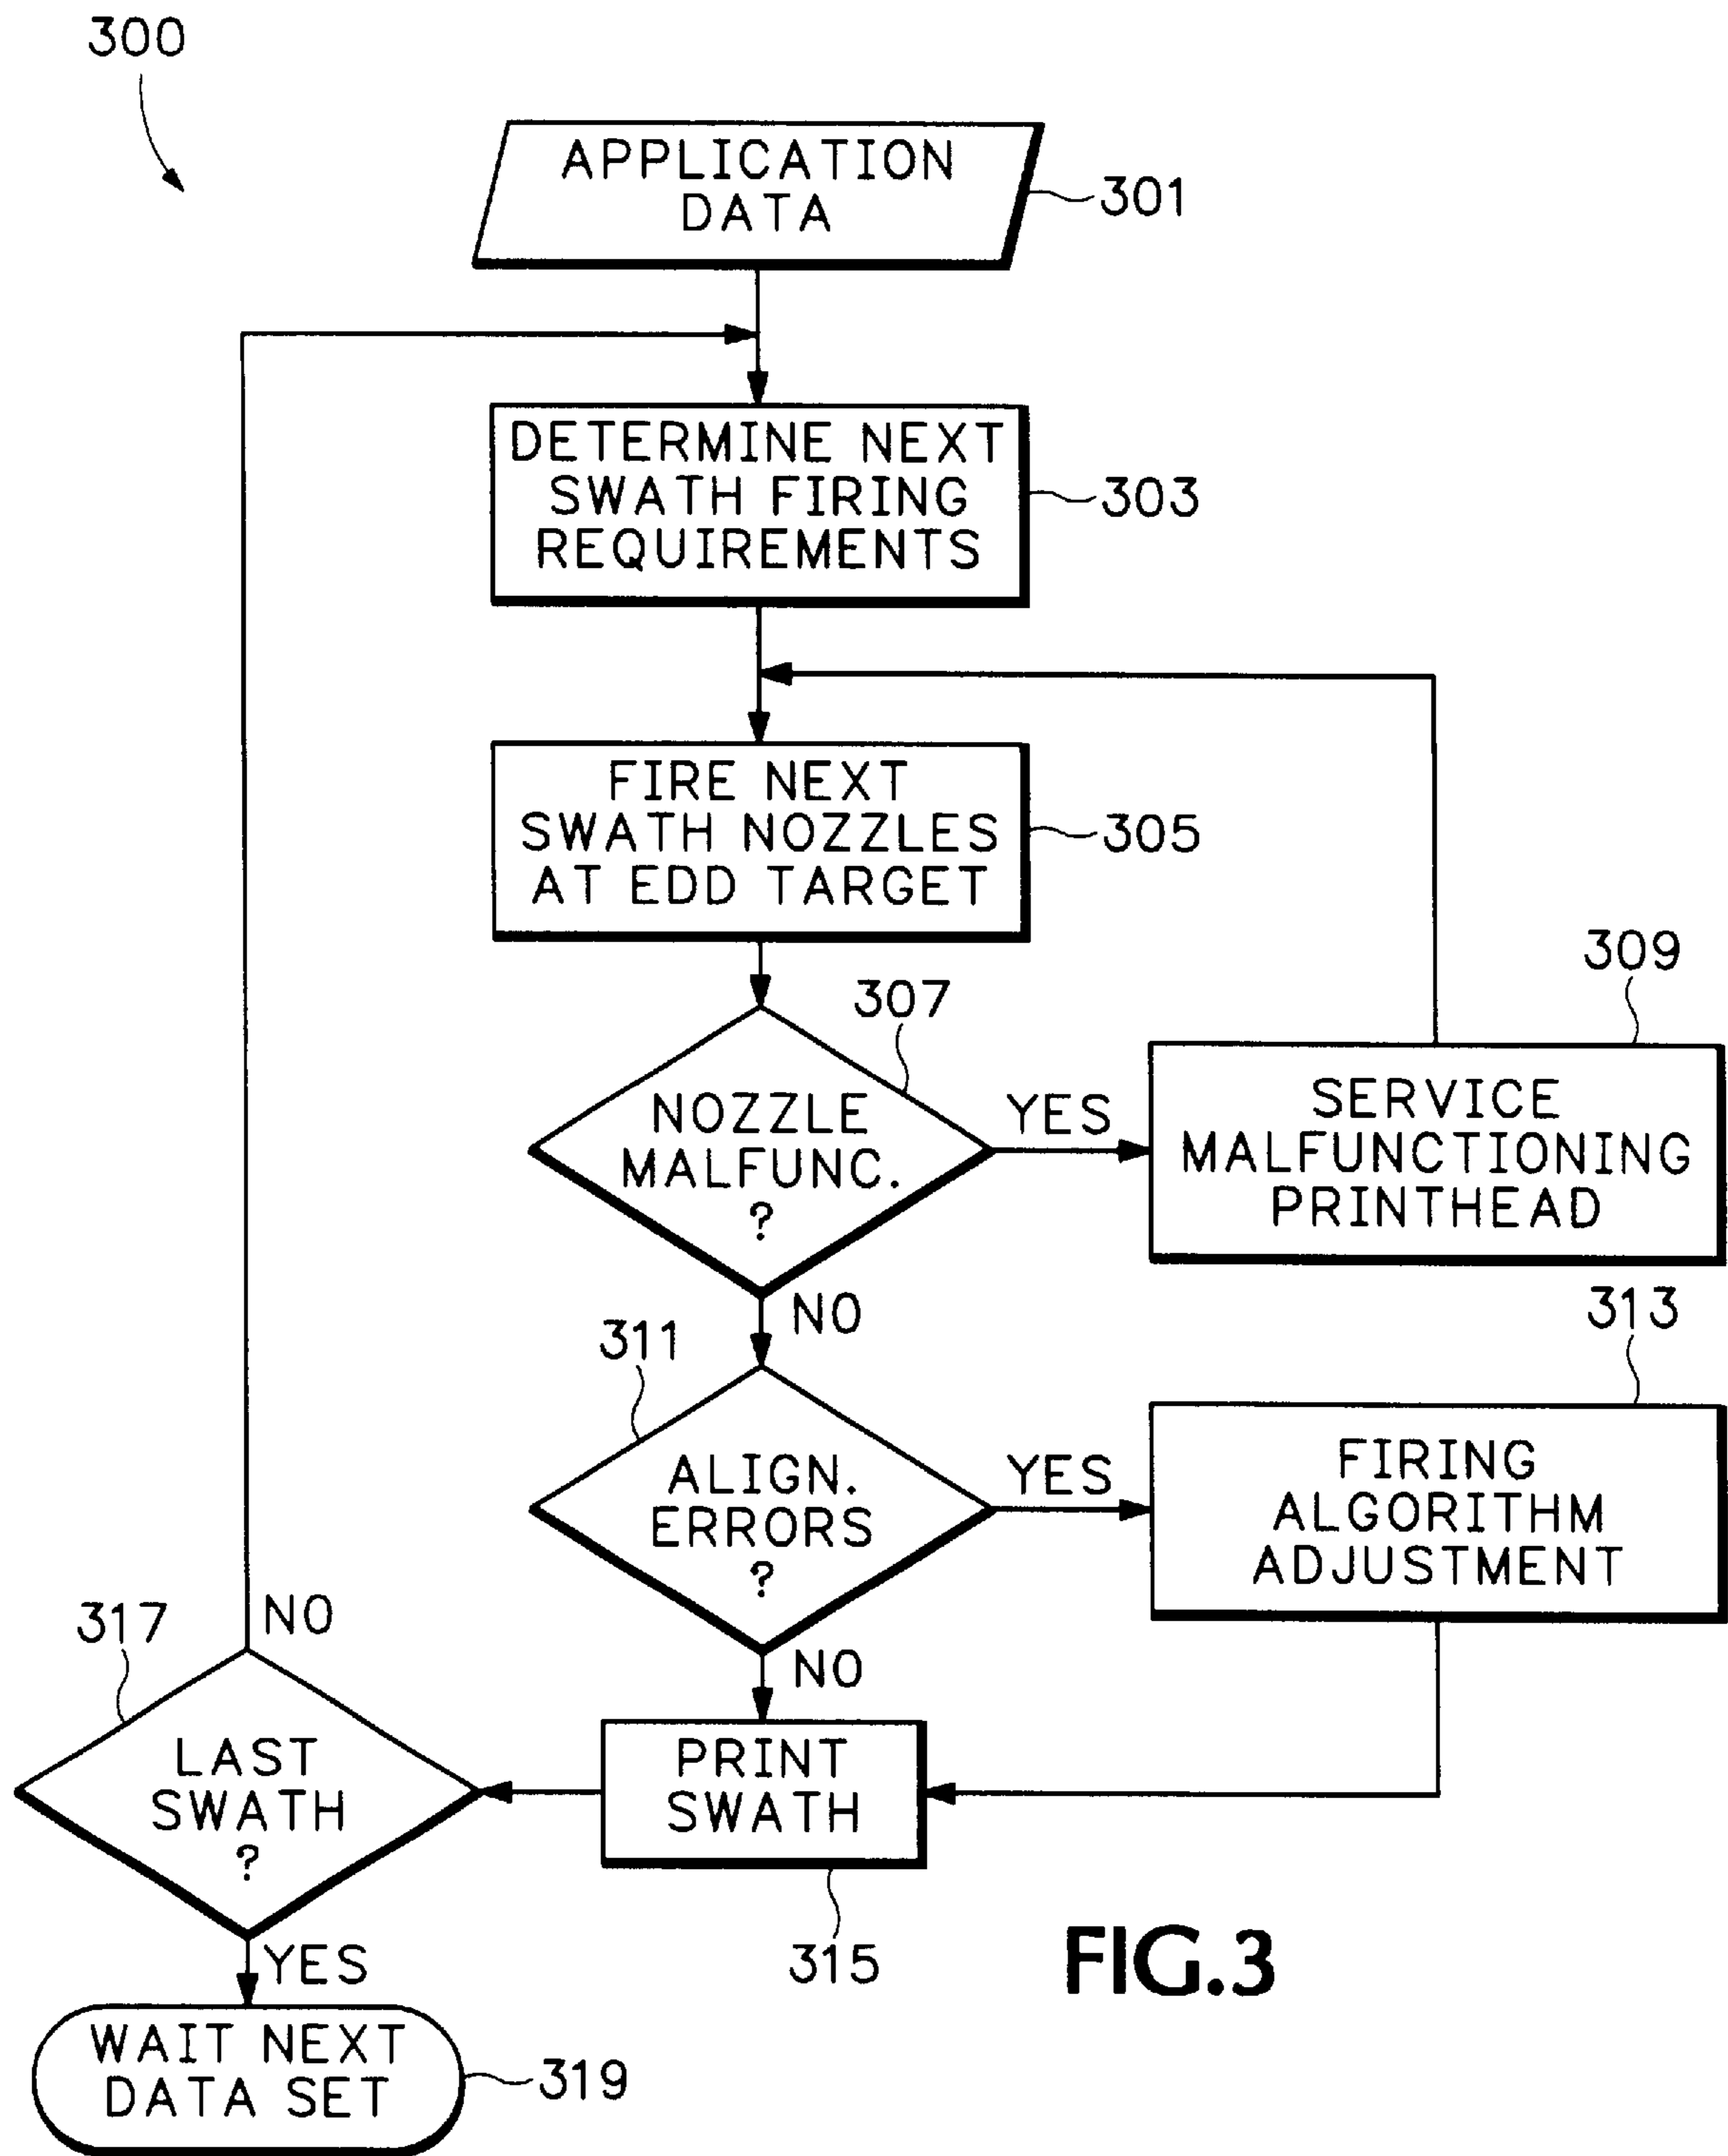 300
APPLICATION
DATA
301
DETERMINE NEXT
SWATH FIRING
REQUIREMENTS
303
FIRE NEXT
SWATH NOZZLES
AT EDD TARGET
305
307
NOZZLE
MALFUNC.
?
YES
309
SERVICE
MALFUNCTIONING
PRINTHEAD
NO
311
ALIGN.
ERRORS
?
YES
313
FIRING
ALGORITHM
ADJUSTMENT
NO
PRINT
SWATH
315
317
NO
LAST
SWATH
?
YES
WAIT NEXT
DATA SET
319
FIG.3